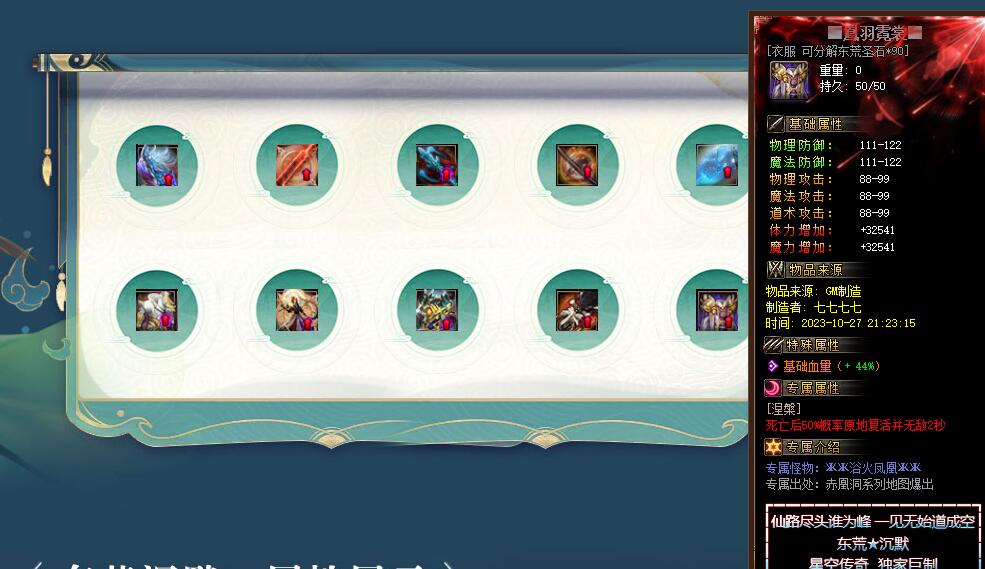 凰羽霓裳
[衣服 可分解东荒圣石*90]
重量: 0
持久: 50/50
基础属性
物理防御: 111-122
魔法防御: 111-122
物理攻击: 88-99
魔法攻击: 88-99
道术攻击: 88-99
体力增加: +32541
魔力增加: +32541
物品来源
物品来源: GM制造
制造者: 七七七七
时间: 2023-10-27 21:23:15
特殊属性
基础血量 (+ 44%)
专属属性
[涅槃]
死亡后50%概率原地复活并无敌2秒
专属介绍
专属怪物: ЖЖ浴火凤凰ЖЖ
专属出处: 赤凰洞系列地图爆出
仙路尽头谁为峰 一见无始道成空
东荒★沉默
星空传奇 独家巨制